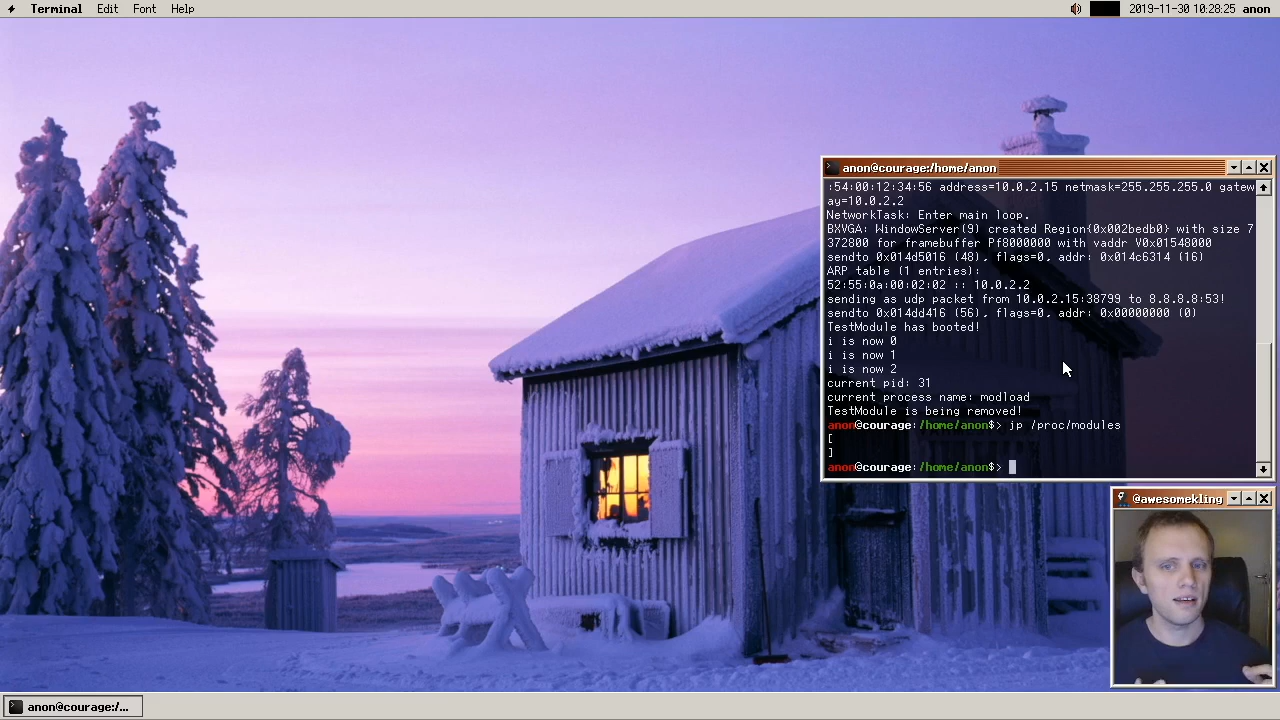 Terminal Edit Font Help
2019-11-30 10:28:25 anon
anon@courage:/home/anon
:54:00:12:34:56 address=10.0.2.15 netmask=255.255.255.0 gatew
ay=10.0.2.2
NetworkTask: Enter main loop.
BXVGA: WindowServer(9) created Region{0x002bedb0} with size 7
for framebuffer with vaddr V0x01548000
sendto 0x014d5016 (48), flags=0, addr: 0x014c6314 (16)
ARP table (1 entries):
52:55:0a:00:02:02 :: 10.0.2.2
sending as udp packet from 10.0.2.15:38799 to 8.8.8.8:53!
sendto 0x0149d416 (56), flags=0, addr: 0x00000000 (0)
TestModule has booted!
i is now 0
i is now 1
i is now 2
current pid: 31
current process name: modload
TestModule is being removed!
anon@courage:/home/anon$> jp /proc/modules
[
]
anon@courage:/home/anon$>
@awesomekling
anon@courage:/...